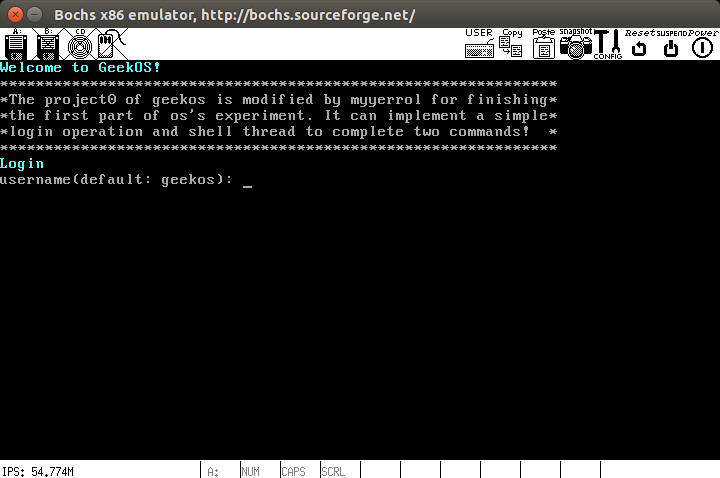 Bochs x86 emulator, http://bochs.sourceforge.net/
A: B: CD USER Copy Paste snapshot CONFIG Reset SUSPEND Power
Welcome to GeekOS!
**************************************************************
*The project0 of geekos is modified by myyerrol for finishing*
*the first part of os's experiment. It can implement a simple*
*login operation and shell thread to complete two commands!  *
**************************************************************
Login
username(default: geekos): _
IPS: 54.774M A: NUM CAPS SCRL